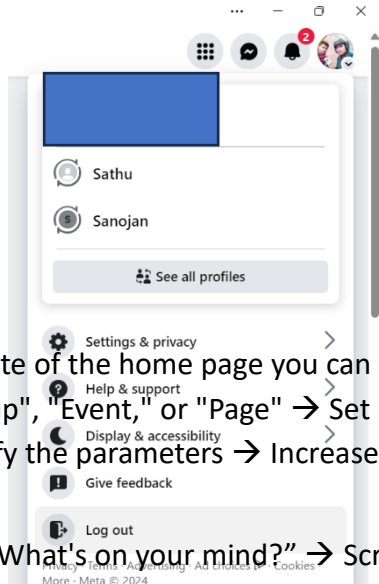 2
Sathu
S
Sanojan
See all profiles
Settings & privacy
te of the home page you can
Help & support
p", "Event," or "Page" → Set
Display & accessibility
fy the parameters → Increase
Give feedback
Log out
What's on your mind?” → Scr
Privacy · Terms · Advertising · Ad choices · Cookies ·
More · Meta © 2024